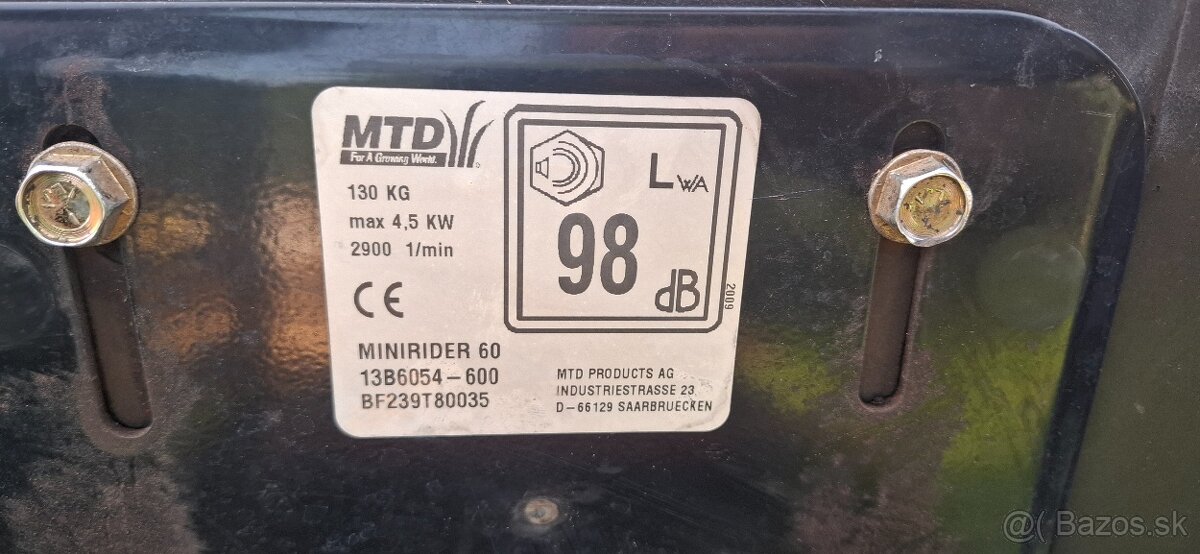 MTD
For A Growing World.
130 KG
max 4,5 KW
2900 1/min
CE
MINIRIDER 60
13B6054-600
BF239T80035
LWA
98
dB
2009
MTD PRODUCTS AG
INDUSTRIESTRASSE 23
D-66129 SAARBRUECKEN
@( Bazos.sk